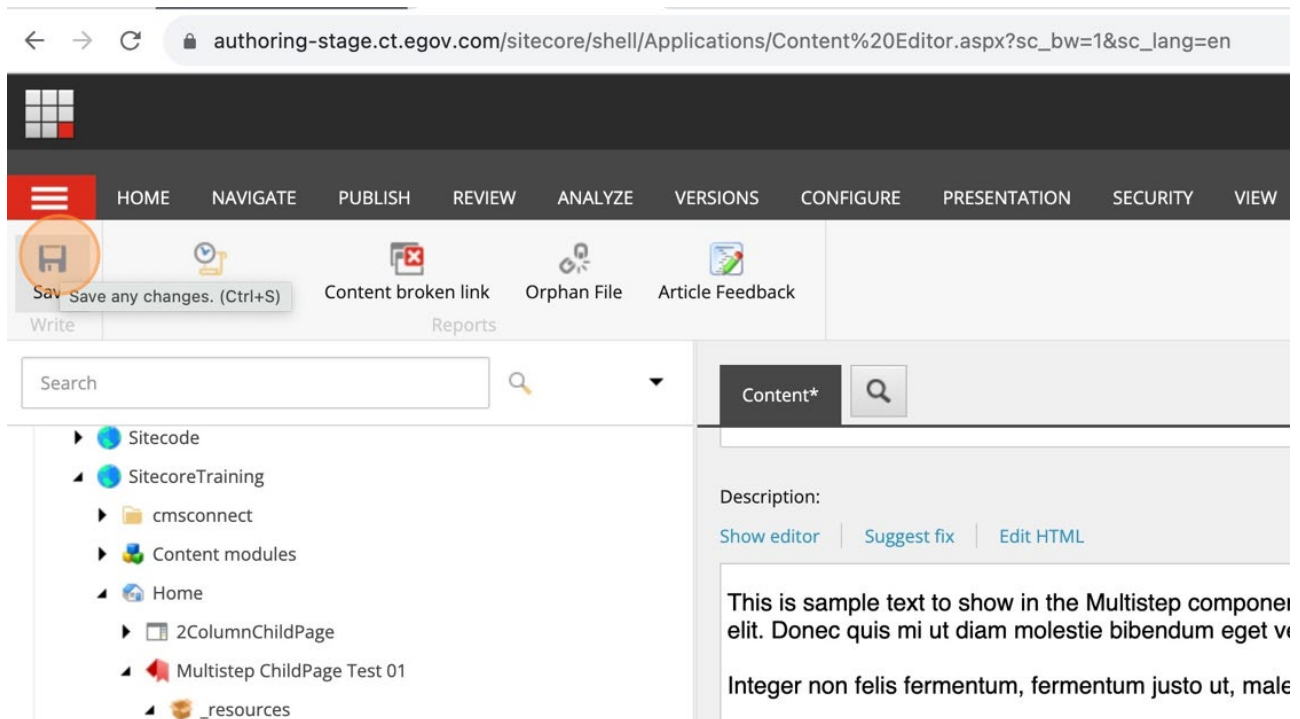 authoring-stage.ct.egov.com/sitecore/shell/Applications/Content%20Editor.aspx?sc_bw=1&sc_lang=en
HOME NAVIGATE PUBLISH REVIEW ANALYZE VERSIONS CONFIGURE PRESENTATION SECURITY VIEW
Save any changes. (Ctrl+S) Content broken link Orphan File Article Feedback
Write Reports
Search
Content*
Sitecode
SitecoreTraining
cmsconnect
Content modules
Home
2ColumnChildPage
Multistep ChildPage Test 01
_resources
Description:
Show editor Suggest fix Edit HTML
This is sample text to show in the Multistep
elit. Donec quis mi ut diam molestie bibendum eget
Integer non felis fermentum, fermentum justo ut,